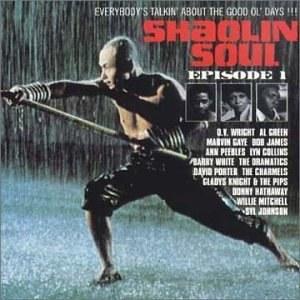 EVERYBODY'S TALKIN' ABOUT THE GOOD OL' DAYS !!!
SHAOLIN
SOUL
EPISODE 1
O.V. WRIGHT AL GREEN
MARVIN GAYE BOB JAMES
ANN PEEBLES LYN COLLINS
BARRY WHITE THE DRAMATICS
DAVID PORTER THE CHARMELS
GLADYS KNIGHT & THE PIPS
DONNY HATHAWAY
WILLIE MITCHELL
SYL JOHNSON